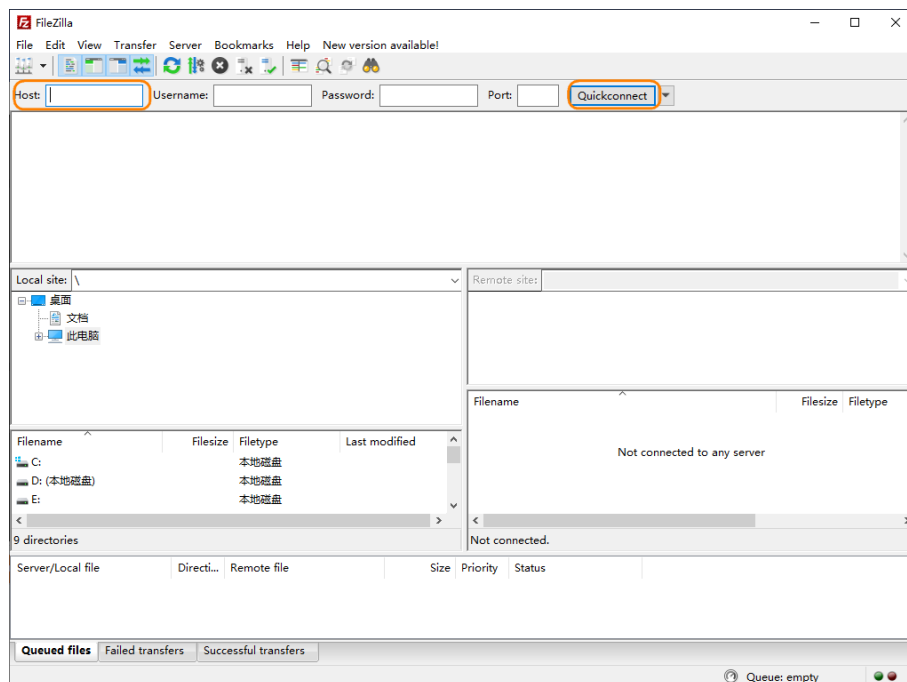 FileZilla
File Edit View Transfer Server Bookmarks Help New version available!
Host: Username: Password: Port: Quickconnect
Local site: \
Remote site:
桌面
文档
此电脑
Filename Filesize Filetype
Not connected to any server
Filename Filesize Filetype Last modified
C: 本地磁盘
D: (本地磁盘) 本地磁盘
E: 本地磁盘
9 directories
Not connected.
Server/Local file Directi... Remote file Size Priority Status
Queued files Failed transfers Successful transfers
Queue: empty